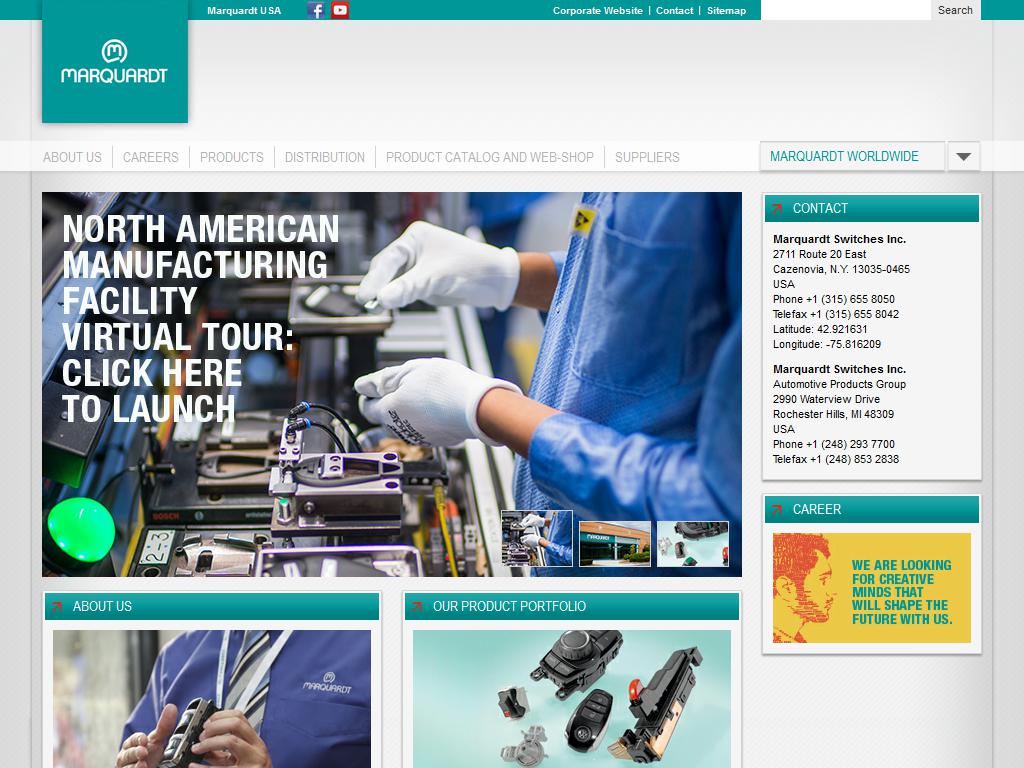 Marquardt USA
Corporate Website | Contact | Sitemap
Search
MARQUARDT
ABOUT US
CAREERS
PRODUCTS
DISTRIBUTION
PRODUCT CATALOG AND WEB-SHOP
SUPPLIERS
MARQUARDT WORLDWIDE
NORTH AMERICAN
MANUFACTURING
FACILITY
VIRTUAL TOUR:
CLICK HERE
TO LAUNCH
BOSCH
2-3
MARQUARDT
CONTACT
Marquardt Switches Inc.
2711 Route 20 East
Cazenovia, N.Y. 13035-0465
USA
Phone +1 (315) 655 8050
Telefax +1 (315) 655 8042
Latitude: 42.921631
Longitude: -75.816209
Marquardt Switches Inc.
Automotive Products Group
2990 Waterview Drive
Rochester Hills, MI 48309
USA
Phone +1 (248) 293 7700
Telefax +1 (248) 853 2838
CAREER
WE ARE LOOKING
FOR CREATIVE
MINDS THAT
WILL SHAPE THE
FUTURE WITH US.
ABOUT US
MARQUARDT
OUR PRODUCT PORTFOLIO